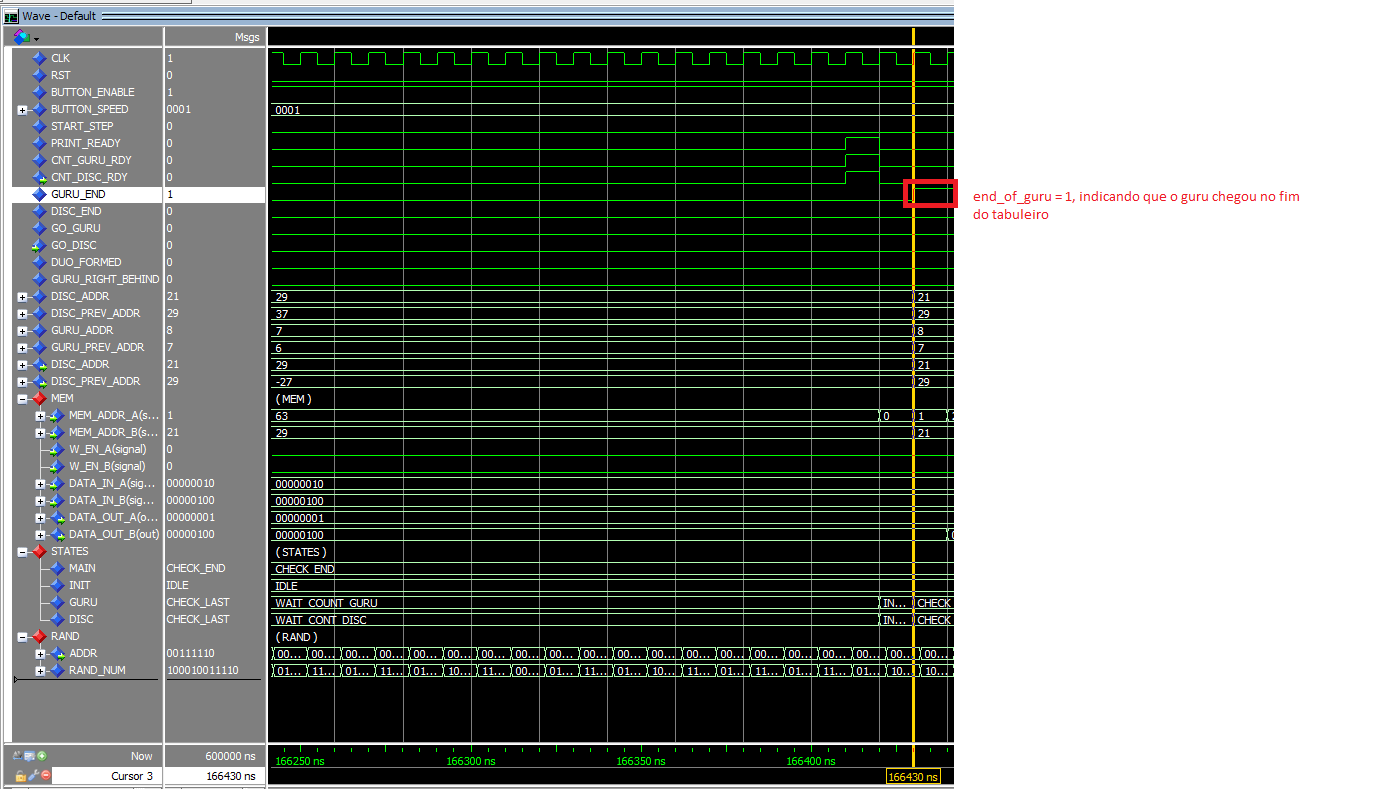 Wave - Default
Msgs
CLK 1
RST 0
BUTTON_ENABLE 1
BUTTON_SPEED 0001 0001
START_STEP 0
PRINT_READY 0
CNT_GURU_RDY 0
CNT_DISC_RDY 0
GURU_END 1
end_of_guru = 1, indicando que o guru chegou no fim
do tabuleiro
DISC_END 0
GO_GURU 0
GO_DISC 0
DUO_FORMED 0
GURU_RIGHT_BEHIND 0
DISC_ADDR 21 29 21
DISC_PREV_ADDR 29 37 29
GURU_ADDR 8 7 8
GURU_PREV_ADDR 7 6 7
DISC_ADDR 21 29 21
DISC_PREV_ADDR 29 -27 29
MEM ( MEM )
MEM_ADDR_A(s... 1 63 0 1
MEM_ADDR_B(s... 21 29 21
W_EN_A(signal) 0
W_EN_B(signal) 0
DATA_IN_A(sig... 00000010 00000010
DATA_IN_B(sig... 00000100 00000100
DATA_OUT_A(o... 00000001 00000001
DATA_OUT_B(out) 00000100 00000100
STATES ( STATES )
MAIN CHECK_END CHECK_END
INIT IDLE IDLE
GURU CHECK_LAST WAIT_COUNT_GURU IN... CHECK
DISC CHECK_LAST WAIT_CONT_DISC IN... CHECK
RAND ( RAND )
ADDR 00111110 00... 00... 00... 00... 00... 00... 00... 00... 00... 00... 00... 00... 00... 00... 00... 00... 00... 00... 00... 00...
RAND_NUM 100010011110 01... 11... 01... 11... 01... 10... 11... 00... 01... 11... 01... 10... 11... 01... 11... 01... 11... 01... 10... 10...
Now 600000 ns
166250 ns 166300 ns 166350 ns 166400 ns
Cursor 3 166430 ns 166430 ns